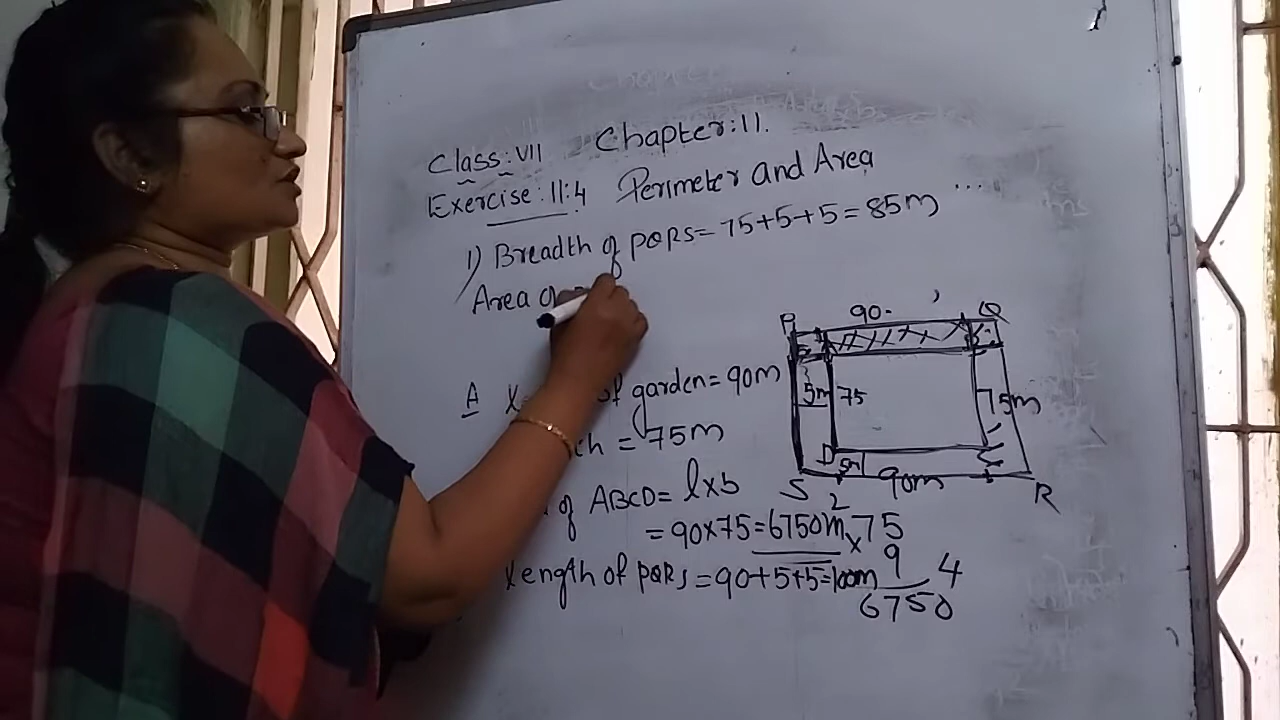 Chapter:11.
Class:VII
Exercise:11:4 Perimeter and Area
1) Breadth of PQRS=75+5+5=85m ...
Area of
P 90. Q
5m 75 75m
A of garden=90m
=75m
D 5m
S 90m R
of ABCD=l×b
=90×75=6750m² 75
×
9
Length of PQRS=90+5+5=100m 4
6750